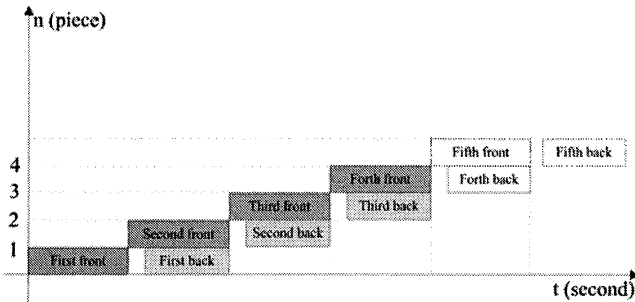 n (piece)
Fifth front
Fifth back
4
Forth front
Forth back
3
Third front
Third back
2
Second front
Second back
1
First front
First back
t (second)